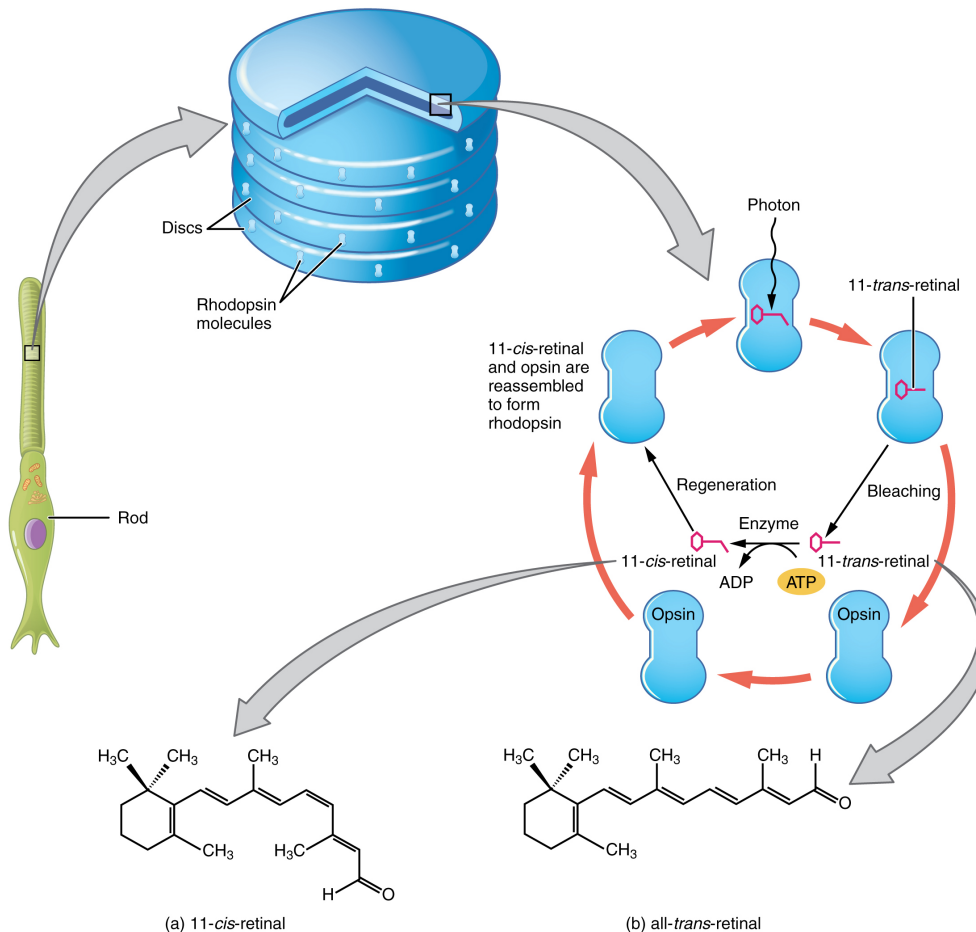 Discs
Rhodopsin
molecules
Rod
Photon
11-trans-retinal
11-cis-retinal
and opsin are
reassembled
to form
rhodopsin
Regeneration
Bleaching
Enzyme
11-cis-retinal
11-trans-retinal
ADP
ATP
Opsin
Opsin
H₃C
CH₃
CH₃
CH₃
H₃C
H
O
(a) 11-cis-retinal
H₃C
CH₃
CH₃
CH₃
CH₃
H
O
(b) all-trans-retinal